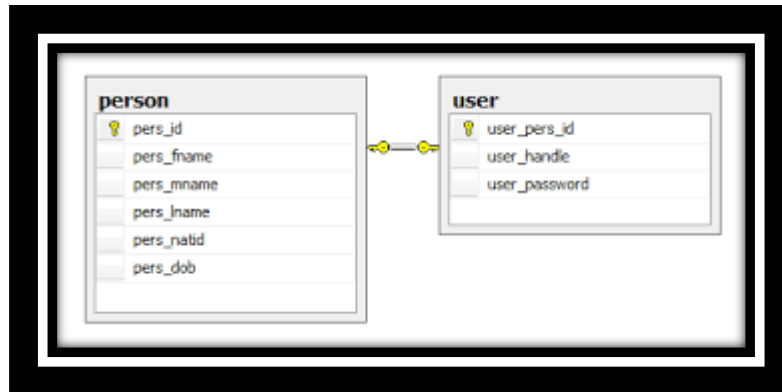 person
pers_id
pers_fname
pers_mname
pers_lname
pers_natid
pers_dob
user
user_pers_id
user_handle
user_password